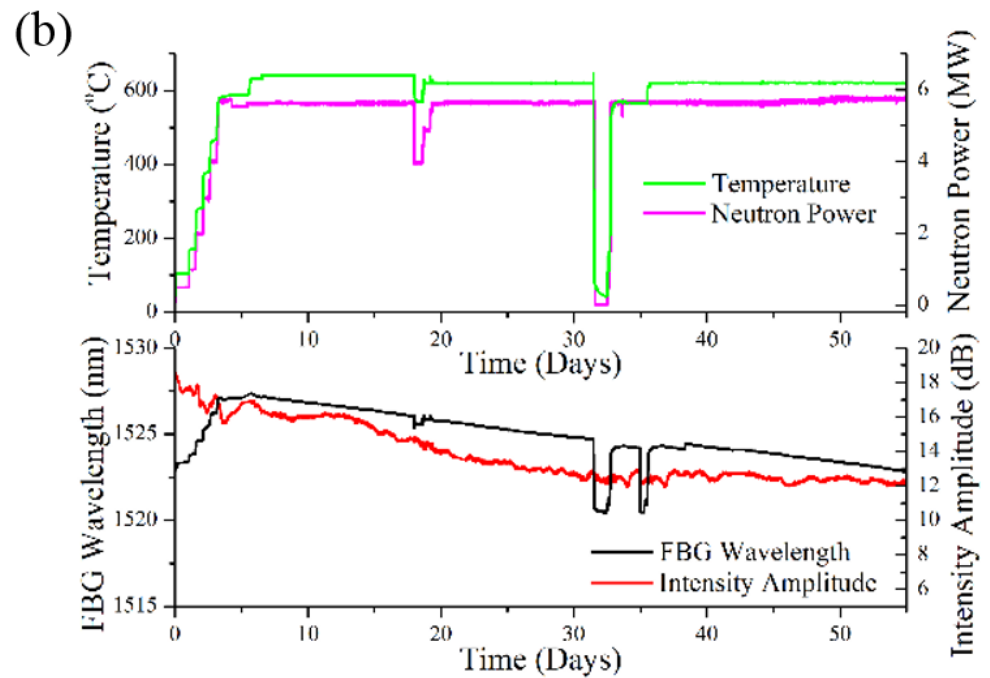 (b)
Temperature (°C)
600
400
200
0
Temperature
Neutron Power
6
4
2
0
Neutron Power (MW)
0 10 20 30 40 50
Time (Days)
FBG Wavelength (nm)
1530
1525
1520
1515
FBG Wavelength
Intensity Amplitude
20
18
16
14
12
10
8
6
Intensity Amplitude (dB)
0 10 20 30 40 50
Time (Days)